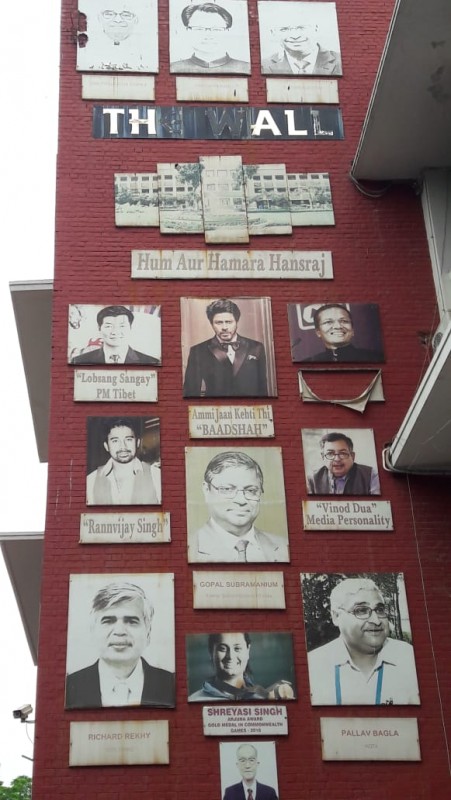 TH WALL
Hum Aur Hamara Hansraj
"Lobsang Sangay"
PM Tibet
Ammi Jaan Kehti Thi
"BAADSHAH"
"Rannvijay Singh"
"Vinod Dua"
Media Personality
GOPAL SUBRAMANIUM
RICHARD REKHY
SHREYASI SINGH
ARJUNA AWARD
GOLD MEDAL IN COMMONWEALTH
GAMES - 2018
PALLAV BAGLA